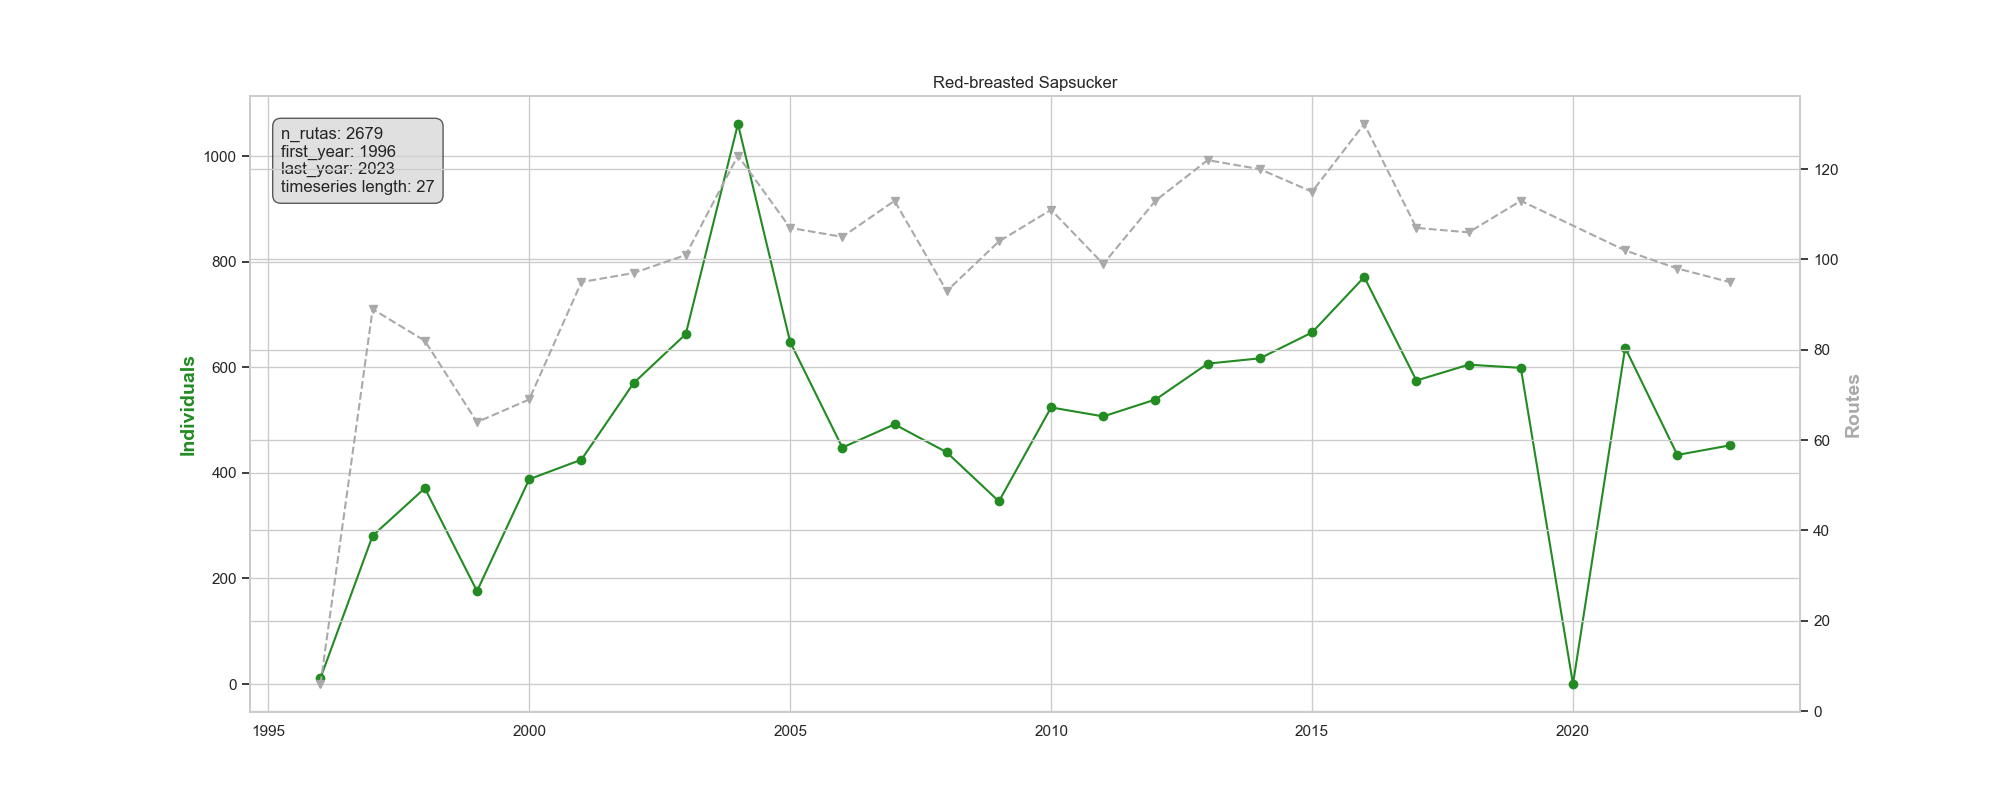 Red-breasted Sapsucker
n_rutas: 2679
first_year: 1996
last_year: 2023
timeseries length: 27
1000
800
600
400
200
0
Individuals
120
100
80
60
40
20
0
Routes
1995
2000
2005
2010
2015
2020